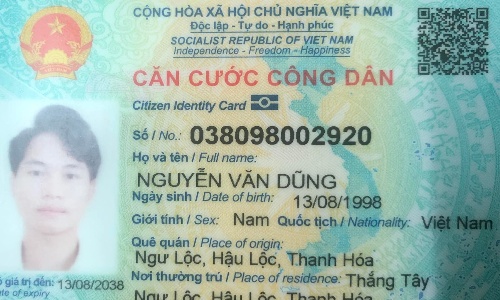 CỘNG HÒA XÃ HỘI CHỦ NGHĨA VIỆT NAM
Độc lập - Tự do - Hạnh phúc
SOCIALIST REPUBLIC OF VIET NAM
Independence - Freedom - Happiness
CĂN CƯỚC CÔNG DÂN
Citizen Identity Card
Số / No.: 038098002920
Họ và tên / Full name:
NGUYỄN VĂN DŨNG
Ngày sinh / Date of birth: 13/08/1998
Giới tính / Sex: Nam Quốc tịch / Nationality: Việt Nam
Quê quán / Place of origin:
Ngư Lộc, Hậu Lộc, Thanh Hóa
Nơi thường trú / Place of residence: Thắng Tây
Ngư Lộc, Hậu Lộc, Thanh Hóa
giá trị đến: 13/08/2038
of expiry